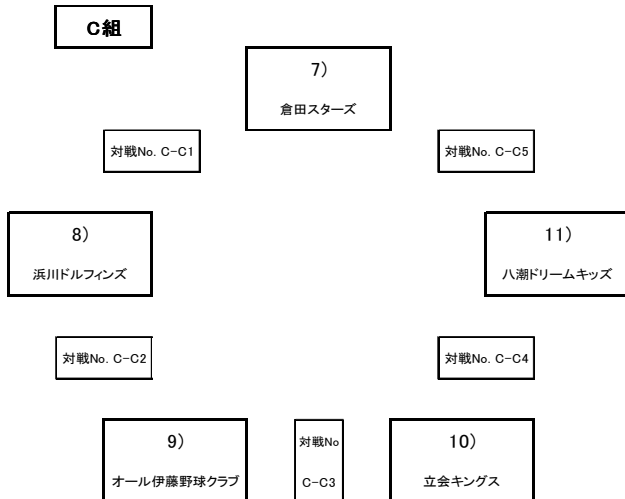 C組
7)
倉田スターズ
対戦No. C-C1
対戦No. C-C5
8)
浜川ドルフィンズ
11)
八潮ドリームキッズ
対戦No. C-C2
対戦No. C-C4
9)
オール伊藤野球クラブ
対戦No
C-C3
10)
立会キングス